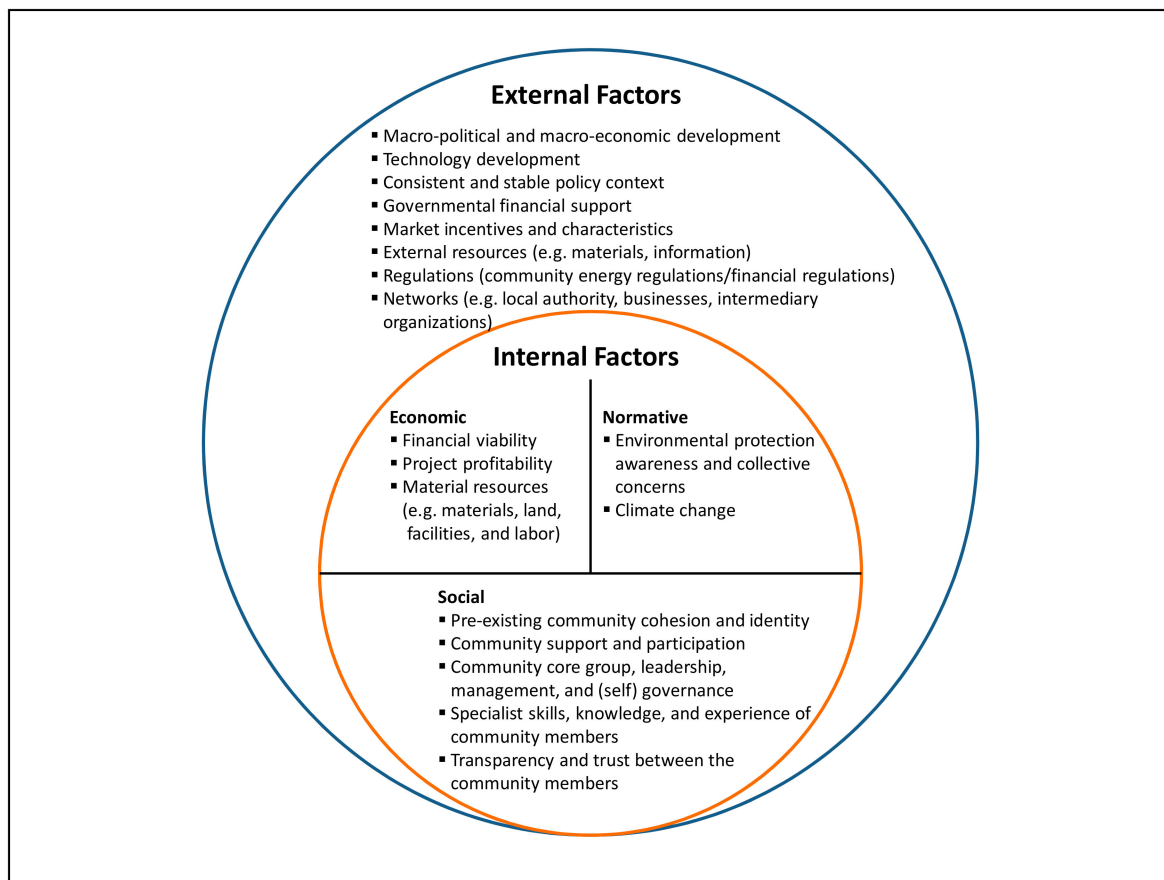 External Factors
▪ Macro-political and macro-economic development
▪ Technology development
▪ Consistent and stable policy context
▪ Governmental financial support
▪ Market incentives and characteristics
▪ External resources (e.g. materials, information)
▪ Regulations (community energy regulations/financial regulations)
▪ Networks (e.g. local authority, businesses, intermediary
organizations)
Internal Factors
Economic
▪ Financial viability
▪ Project profitability
▪ Material resources
(e.g. materials, land,
facilities, and labor)
Normative
▪ Environmental protection
awareness and collective
concerns
▪ Climate change
Social
▪ Pre-existing community cohesion and identity
▪ Community support and participation
▪ Community core group, leadership,
management, and (self) governance
▪ Specialist skills, knowledge, and experience of
community members
▪ Transparency and trust between the
community members